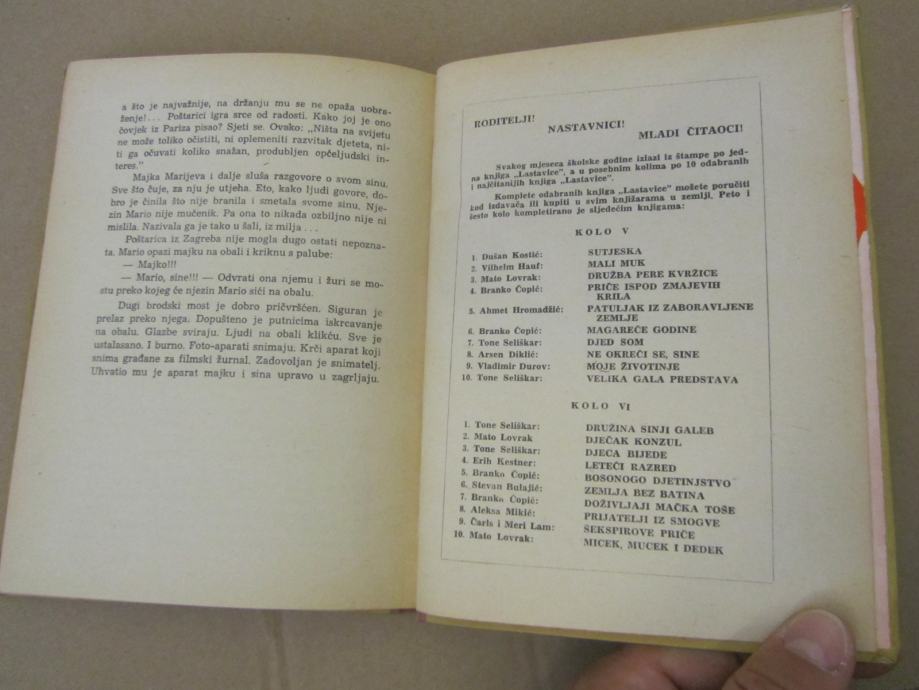 a što je najvažnije, na držanju mu se ne opaža uobra-
ženje!... Poštarici igra srce od radosti. Kako joj je ono
čovjek iz Pariza pisao? Sjeti se. Ovako: „Ništa na svijetu
ne može toliko očistiti, ni oplemeniti razvitak djeteta, ni-
ti ga očuvati koliko snažan, produbljen općeljudski in-
teres."
Majka Marijeva i dalje sluša razgovore o svom sinu.
Sve što čuje, za nju je utjeha. Eto, kako ljudi govore, do-
bro je činila što nije branila i smetala svome sinu. Nje-
zin Mario nije mučenik. Pa ona to nikada ozbiljno nije ni
mislila. Nazivala ga je tako u šali, iz milja...
Poštarica iz Zagreba nije mogla dugo ostati nepozna-
ta. Mario opazi majku na obali i kriknu s palube:
— Majko!!!
— Mario, sine!!! — Odvrati ona njemu i žuri se mo-
stu preko kojeg će njezin Mario sići na obalu.
Dugi brodski most je dobro pričvršćen. Siguran je
prelaz preko njega. Dopušteno je putnicima iskrcavanje
na obalu. Glazbe sviraju. Ljudi na obali klikću. Sve je
ustalasano. I burno. Foto-aparati snimaju. Krči aparat koji
snima građane za filmski žurnal. Zadovoljan je snimatelj.
Uhvatio mu je aparat majku i sina upravo u zagrljaju.
RODITELJI!
NASTAVNICI!
MLADI ČITAOCI!
Svakog mjeseca školske godine izlazi iz štampe po jed-
na knjiga „Lastavice", a u posebnim kolima po 10 odabranih
i najčitanijih knjiga „Lastavice".
Komplete odabranih knjiga „Lastavice" možete poručiti
kod izdavača ili kupiti u svim knjižarama u zemlji. Peto i
šesto kolo kompletirano je sljedećim knjigama:
KOLO V
1. Dušan Kostić: SUTJESKA
2. Vilhelm Hauf: MALI MUK
3. Mato Lovrak: DRUŽBA PERE KVRŽICE
4. Branko Ćopić: PRIČE ISPOD ZMAJEVIH
KRILA
5. Ahmet Hromadžić: PATULJAK IZ ZABORAVLJENE
ZEMLJE
6. Branko Ćopić: MAGAREĆE GODINE
7. Tone Seliškar: DJED SOM
8. Arsen Diklić: NE OKREĆI SE, SINE
9. Vladimir Durov: MOJE ŽIVOTINJE
10. Tone Seliškar: VELIKA GALA PREDSTAVA
KOLO VI
1. Tone Seliškar: DRUŽINA SINJI GALEB
2. Mato Lovrak DJEČAK KONZUL
3. Tone Seliškar: DJECA BIJEDE
4. Erih Kestner: LETEĆI RAZRED
5. Branko Ćopić: BOSONOGO DJETINJSTVO
6. Stevan Bulajić: ZEMLJA BEZ BATINA
7. Branko Ćopić: DOŽIVLJAJI MAČKA TOŠE
8. Aleksa Mikić: PRIJATELJI IZ SMOGVE
9. Čarls i Meri Lam: ŠEKSPIROVE PRIČE
10. Mato Lovrak: MICEK, MUCEK I DEDEK